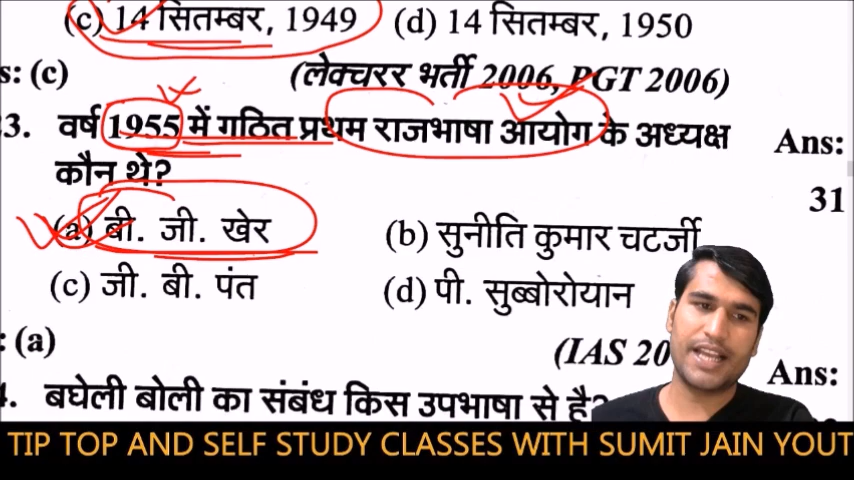 (c) 14 सितम्बर, 1949 (d) 14 सितम्बर, 1950
s: (c) (लेक्चरर भर्ती 2006, PGT 2006)
3. वर्ष 1955 में गठित प्रथम राजभाषा आयोग के अध्यक्ष
कौन थे?
(a) बी. जी. खेर (b) सुनीति कुमार चटर्जी
(c) जी. बी. पंत (d) पी. सुब्बोरोयान
: (a) (IAS 20
. बघेली बोली का संबंध किस उपभाषा से है?
Ans:
31
Ans:
TIP TOP AND SELF STUDY CLASSES WITH SUMIT JAIN YOUT